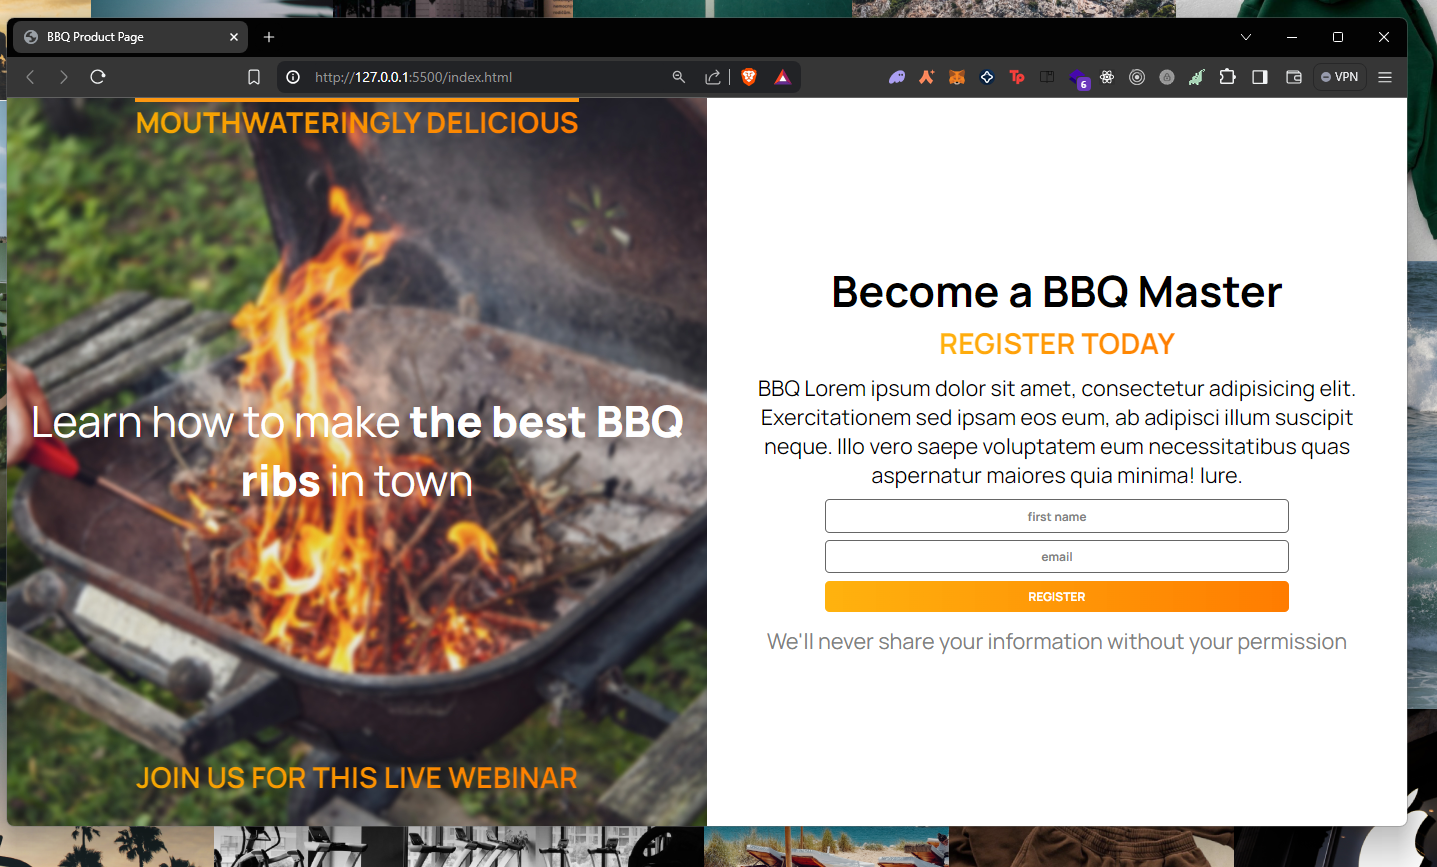 BBQ Product Page
http://127.0.0.1:5500/index.html
6
VPN
MOUTHWATERINGLY DELICIOUS
Learn how to make the best BBQ
ribs in town
JOIN US FOR THIS LIVE WEBINAR
Become a BBQ Master
REGISTER TODAY
BBQ Lorem ipsum dolor sit amet, consectetur adipisicing elit.
Exercitationem sed ipsam eos eum, ab adipisci illum suscipit
neque. Illo vero saepe voluptatem eum necessitatibus quas
aspernatur maiores quia minima! Iure.
first name
email
REGISTER
We'll never share your information without your permission